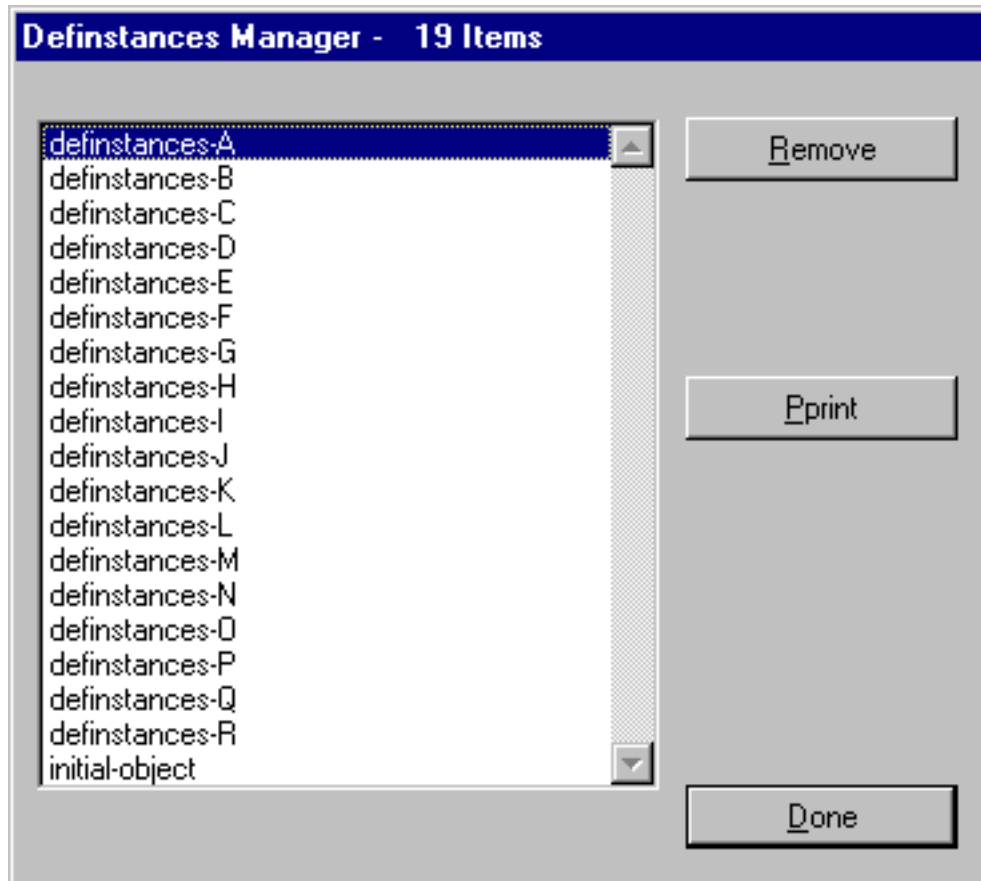 Definstances Manager -   19 Items
definstances-A
definstances-B
definstances-C
definstances-D
definstances-E
definstances-F
definstances-G
definstances-H
definstances-I
definstances-J
definstances-K
definstances-L
definstances-M
definstances-N
definstances-O
definstances-P
definstances-Q
definstances-R
initial-object
Remove
Pprint
Done